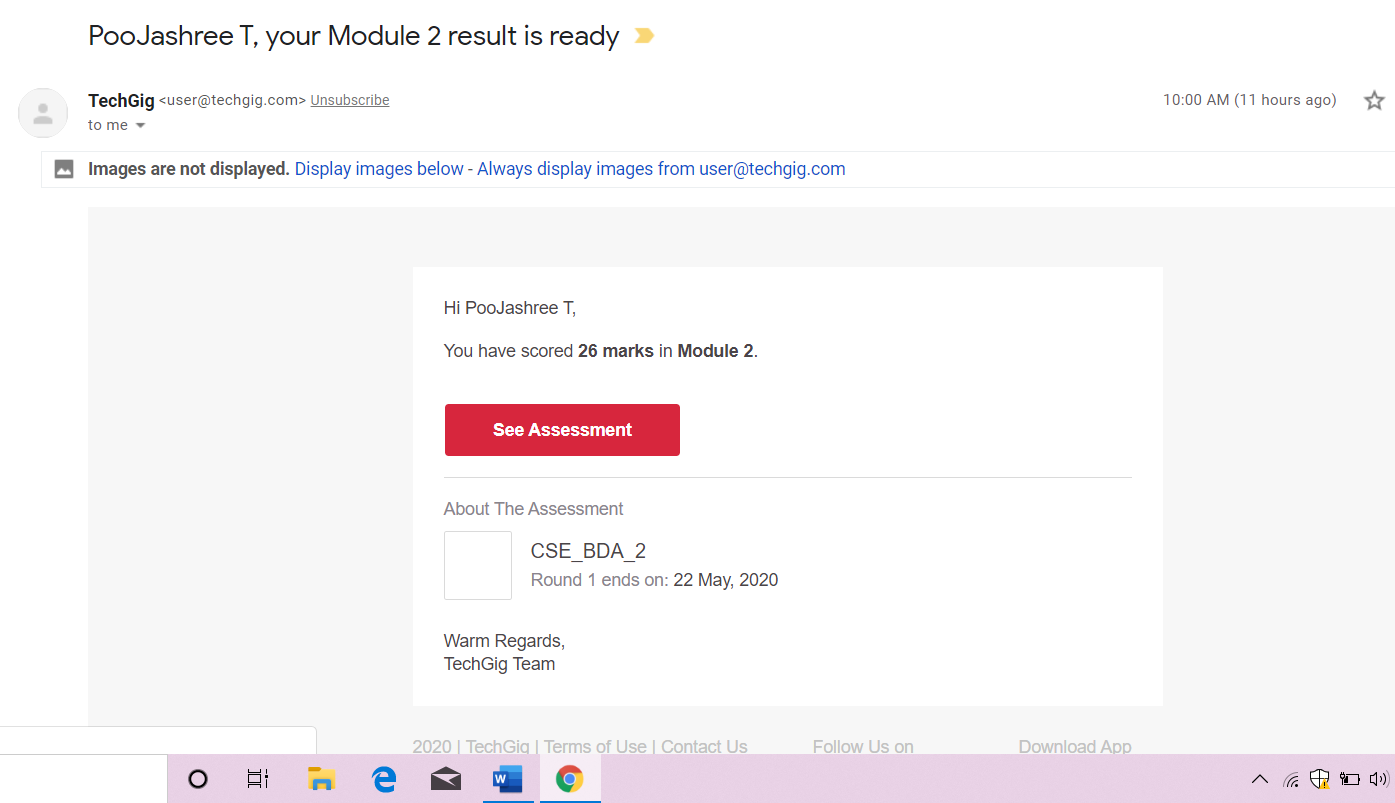 PooJashree T, your Module 2 result is ready
TechGig <user@techgig.com> Unsubscribe
10:00 AM (11 hours ago)
to me
Images are not displayed. Display images below - Always display images from user@techgig.com
Hi PooJashree T,
You have scored 26 marks in Module 2.
See Assessment
About The Assessment
CSE_BDA_2
Round 1 ends on: 22 May, 2020
Warm Regards,
TechGig Team
2020 | TechGig | Terms of Use | Contact Us
Follow Us on
Download App